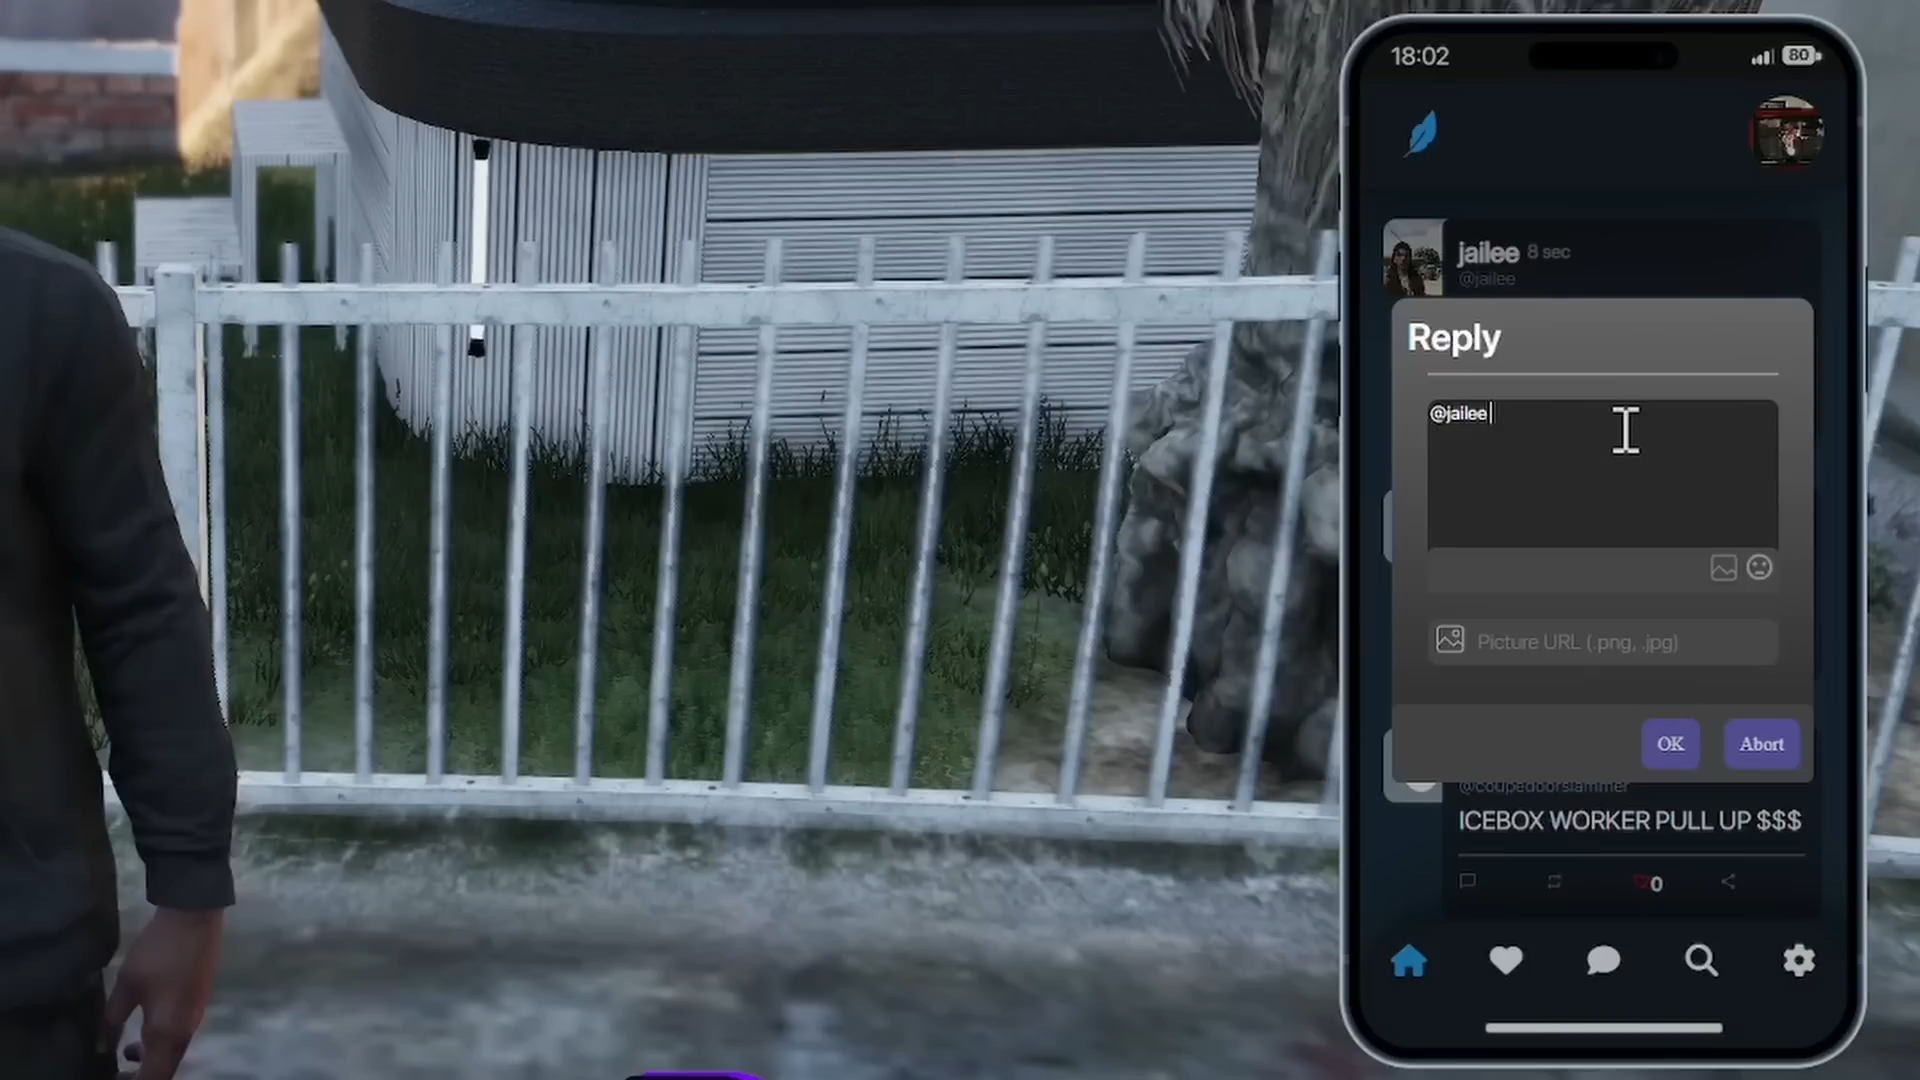 18:02
80
jailee 8 sec
@jailee
Reply
@jailee
Picture URL (.png, .jpg)
OK Abort
@coupedoorslammer
ICEBOX WORKER PULL UP $$$
0